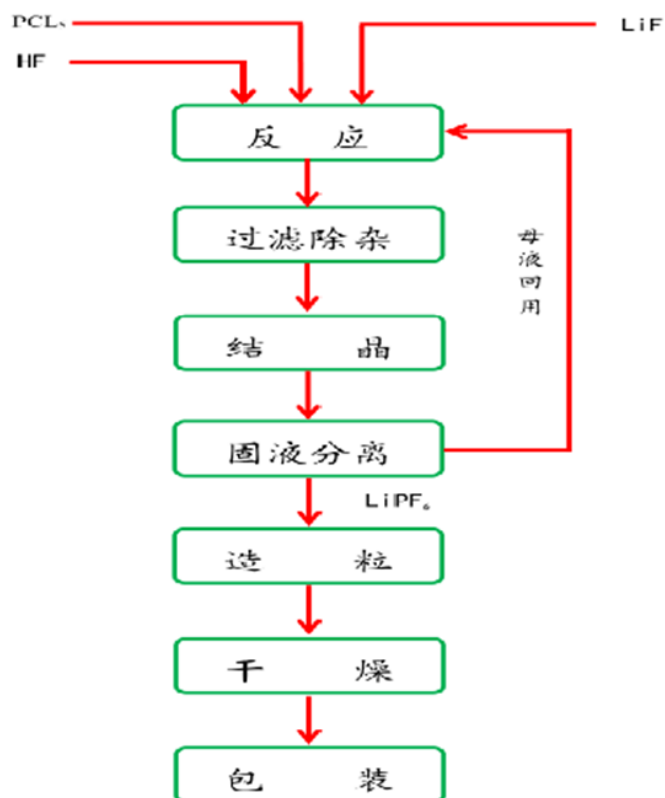 PCL、
LiF
HF
反 应
过滤除杂
母液回用
结 晶
固液分离
LiPF₆
造 粒
干 燥
包 装